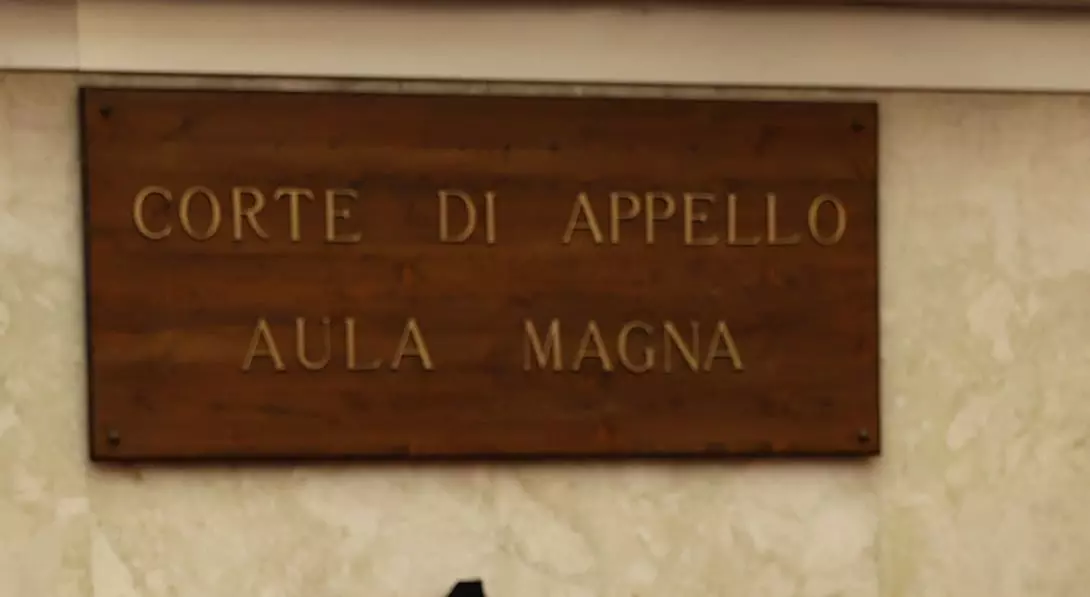 CORTE DI APPELLO
AULA MAGNA